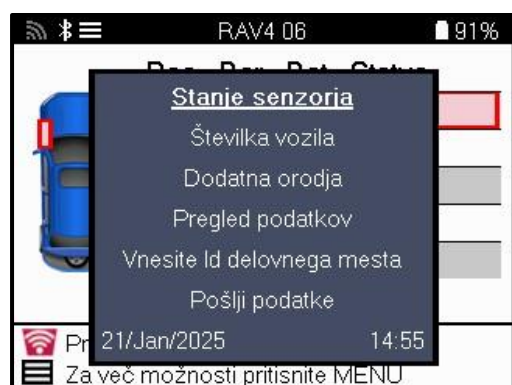 RAV4 06 91%
Stanje senzorja
Številka vozila
Dodatna orodja
Pregled podatkov
Vnesite Id delovnega mesta
Pošlji podatke
21/Jan/2025 14:55
Za več možnosti pritisnite MENU